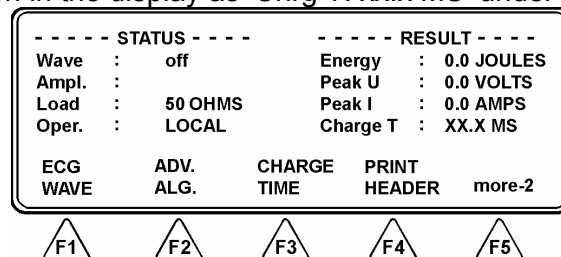 - - - - - STATUS - - - - - - - - - RESULT - - - -
Wave : off Energy : 0.0 JOULES
Ampl. : Peak U : 0.0 VOLTS
Load : 50 OHMS Peak I : 0.0 AMPS
Oper. : LOCAL Charge T : XX.X MS
ECG ADV. CHARGE PRINT
WAVE ALG. TIME HEADER more-2
F1 F2 F3 F4 F5